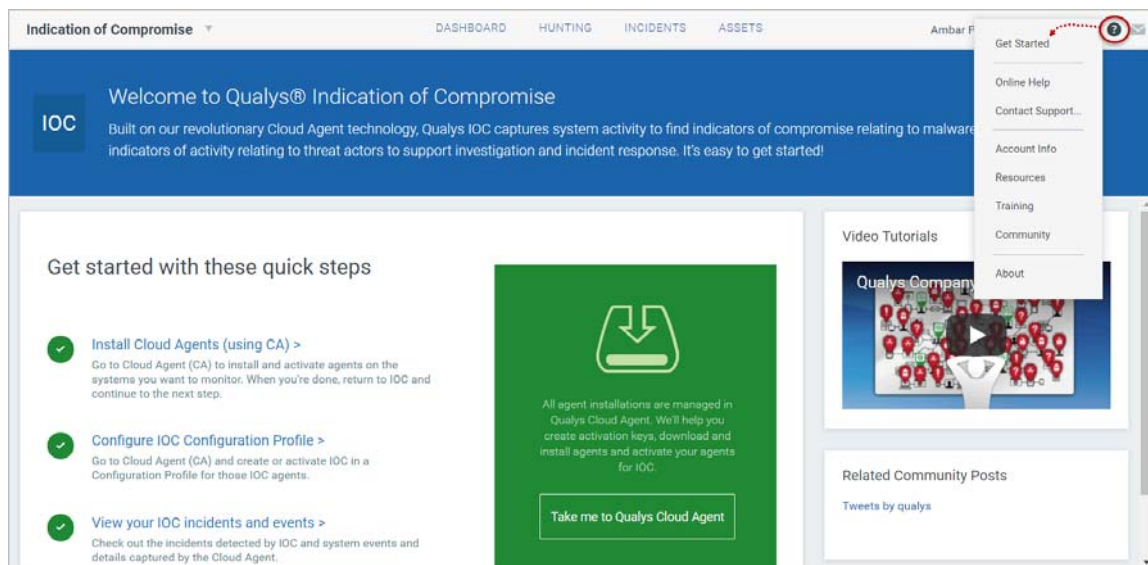 Indication of Compromise
DASHBOARD HUNTING INCIDENTS ASSETS
Ambar P
?
Get Started
Online Help
Contact Support...
Account Info
Resources
Training
Community
About
Welcome to Qualys® Indication of Compromise
IOC
Built on our revolutionary Cloud Agent technology, Qualys IOC captures system activity to find indicators of compromise relating to malware
indicators of activity relating to threat actors to support investigation and incident response. It's easy to get started!
Get started with these quick steps
Install Cloud Agents (using CA) >
Go to Cloud Agent (CA) to install and activate agents on the
systems you want to monitor. When you're done, return to IOC and
continue to the next step.
Configure IOC Configuration Profile >
Go to Cloud Agent (CA) and create or activate IOC in a
Configuration Profile for those IOC agents.
View your IOC incidents and events >
Check out the incidents detected by IOC and system events and
details captured by the Cloud Agent.
All agent installations are managed in
Qualys Cloud Agent. We'll help you
create activation keys, download and
install agents and activate your agents
for IOC.
Take me to Qualys Cloud Agent
Video Tutorials
Qualys Company
Related Community Posts
Tweets by qualys